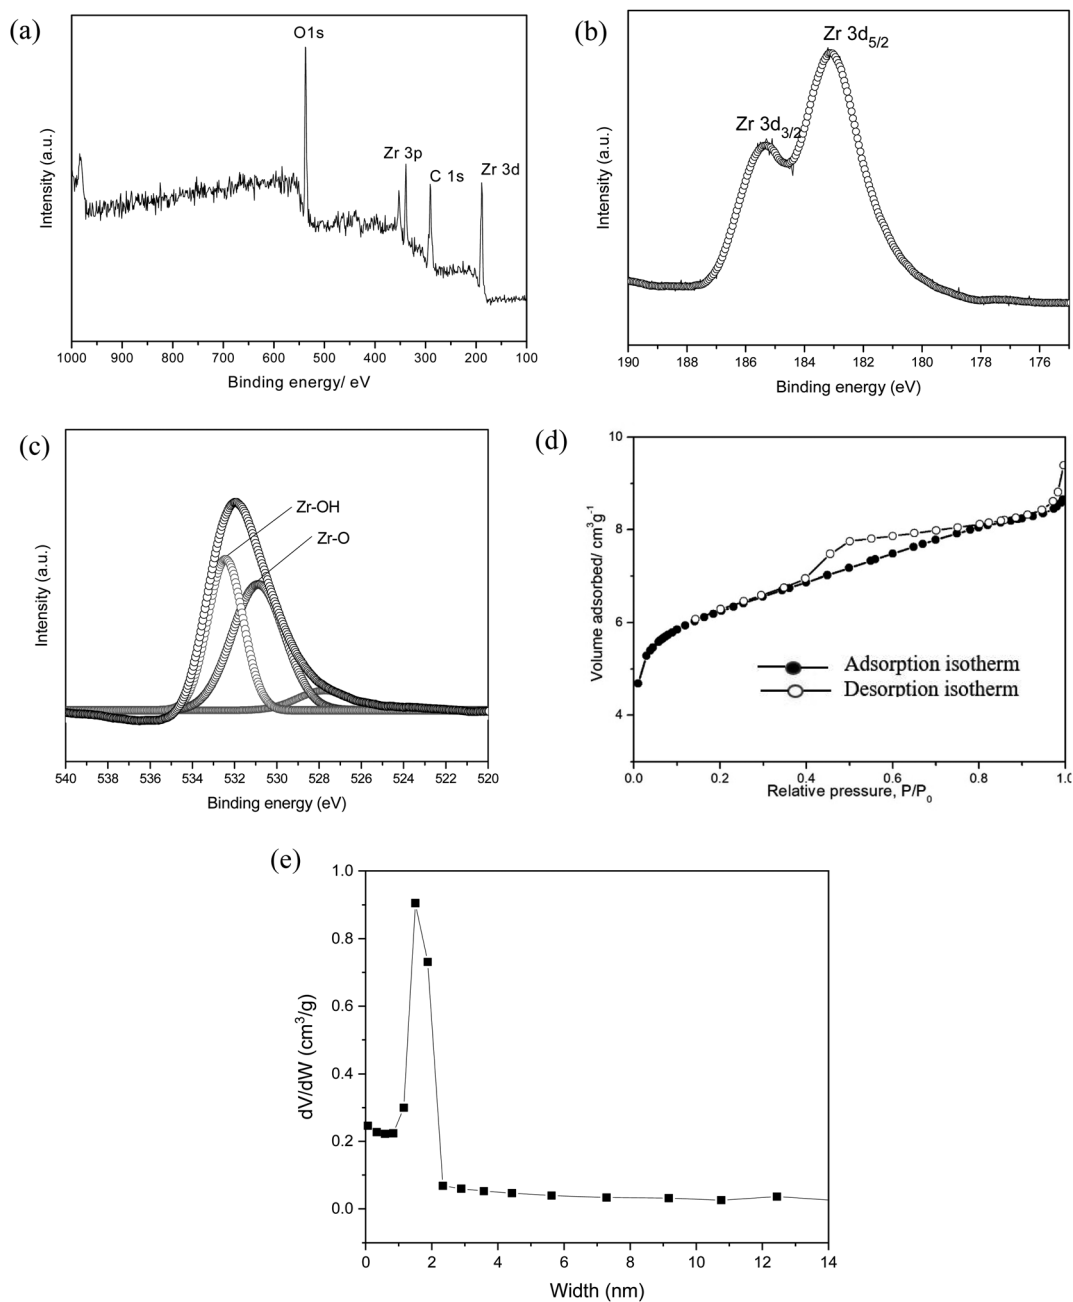 (a)
O1s
Zr 3p
C 1s
Zr 3d
Intensity (a.u.)
1000 900 800 700 600 500 400 300 200 100
Binding energy/ eV
(b)
Zr 3d5/2
Zr 3d3/2
Intensity (a.u.)
190 188 186 184 182 180 178 176
Binding energy (eV)
(c)
Zr-OH
Zr-O
Intensity (a.u.)
540 538 536 534 532 530 528 526 524 522 520
Binding energy (eV)
(d)
10
8
6
4
Volume adsorbed/ cm3g-1
Adsorption isotherm
Desorption isotherm
0.0 0.2 0.4 0.6 0.8 1.0
Relative pressure, P/P0
(e)
1.0
0.8
0.6
0.4
0.2
0.0
dV/dW (cm3/g)
0 2 4 6 8 10 12 14
Width (nm)